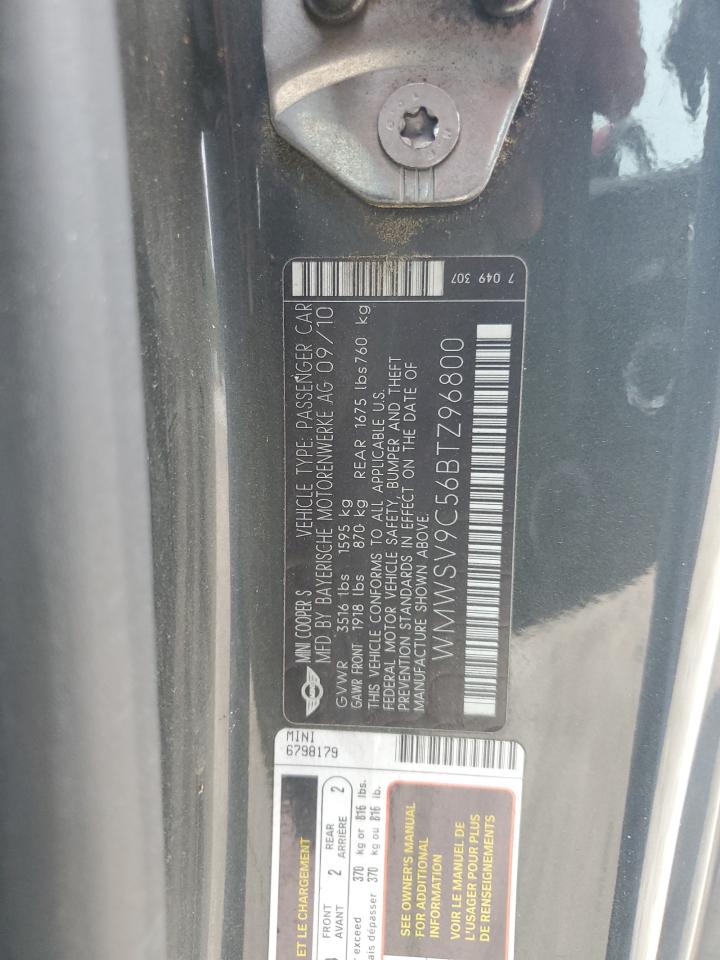 7 049 307
MINI COOPER S VEHICLE TYPE: PASSENGER CAR
MFD BY BAYERISCHE MOTORENWERKE AG 09/10
GVWR 3516 lbs 1595 kg
GAWR FRONT 1918 lbs 870 kg REAR 1675 lbs 760 kg
THIS VEHICLE CONFORMS TO ALL APPLICABLE U.S.
FEDERAL MOTOR VEHICLE SAFETY, BUMPER AND THEFT
PREVENTION STANDARDS IN EFFECT ON THE DATE OF
MANUFACTURE SHOWN ABOVE.
WMWSV9C56BTZ96800
MINI
6798179
ET LE CHARGEMENT
FRONT 2 REAR 2
AVANT ARRIÈRE
exceed 370 kg or 816 lbs.
ais dépasser 370 kg ou 816 lb.
SEE OWNER'S MANUAL
FOR ADDITIONAL
INFORMATION
VOIR LE MANUEL DE
L'USAGER POUR PLUS
DE RENSEIGNEMENTS